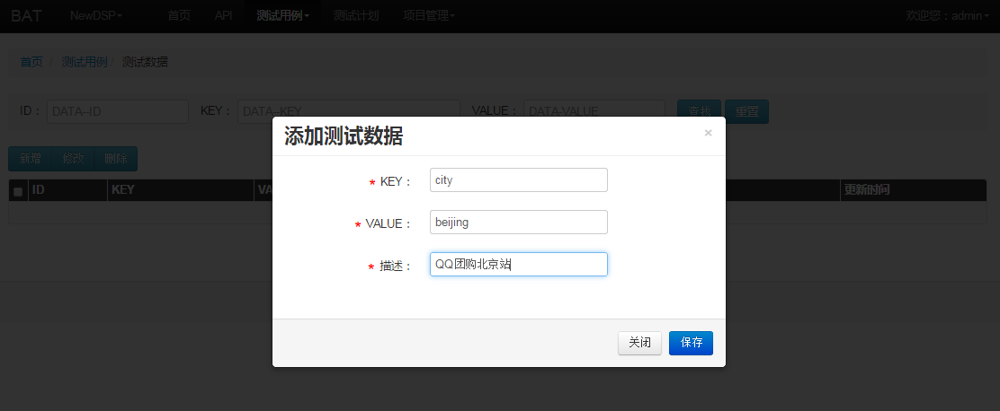 BAT NewDSP 首页 API 测试用例 测试计划 项目管理 欢迎您：admin
首页 / 测试用例 / 测试数据
ID： DATA-ID KEY： DATA-KEY VALUE： DATA-VALUE 查找 重置
添加测试数据 ×
新增 修改 删除
ID KEY VA 更新时间
* KEY： city
* VALUE： beijing
* 描述： QQ团购北京站
关闭 保存